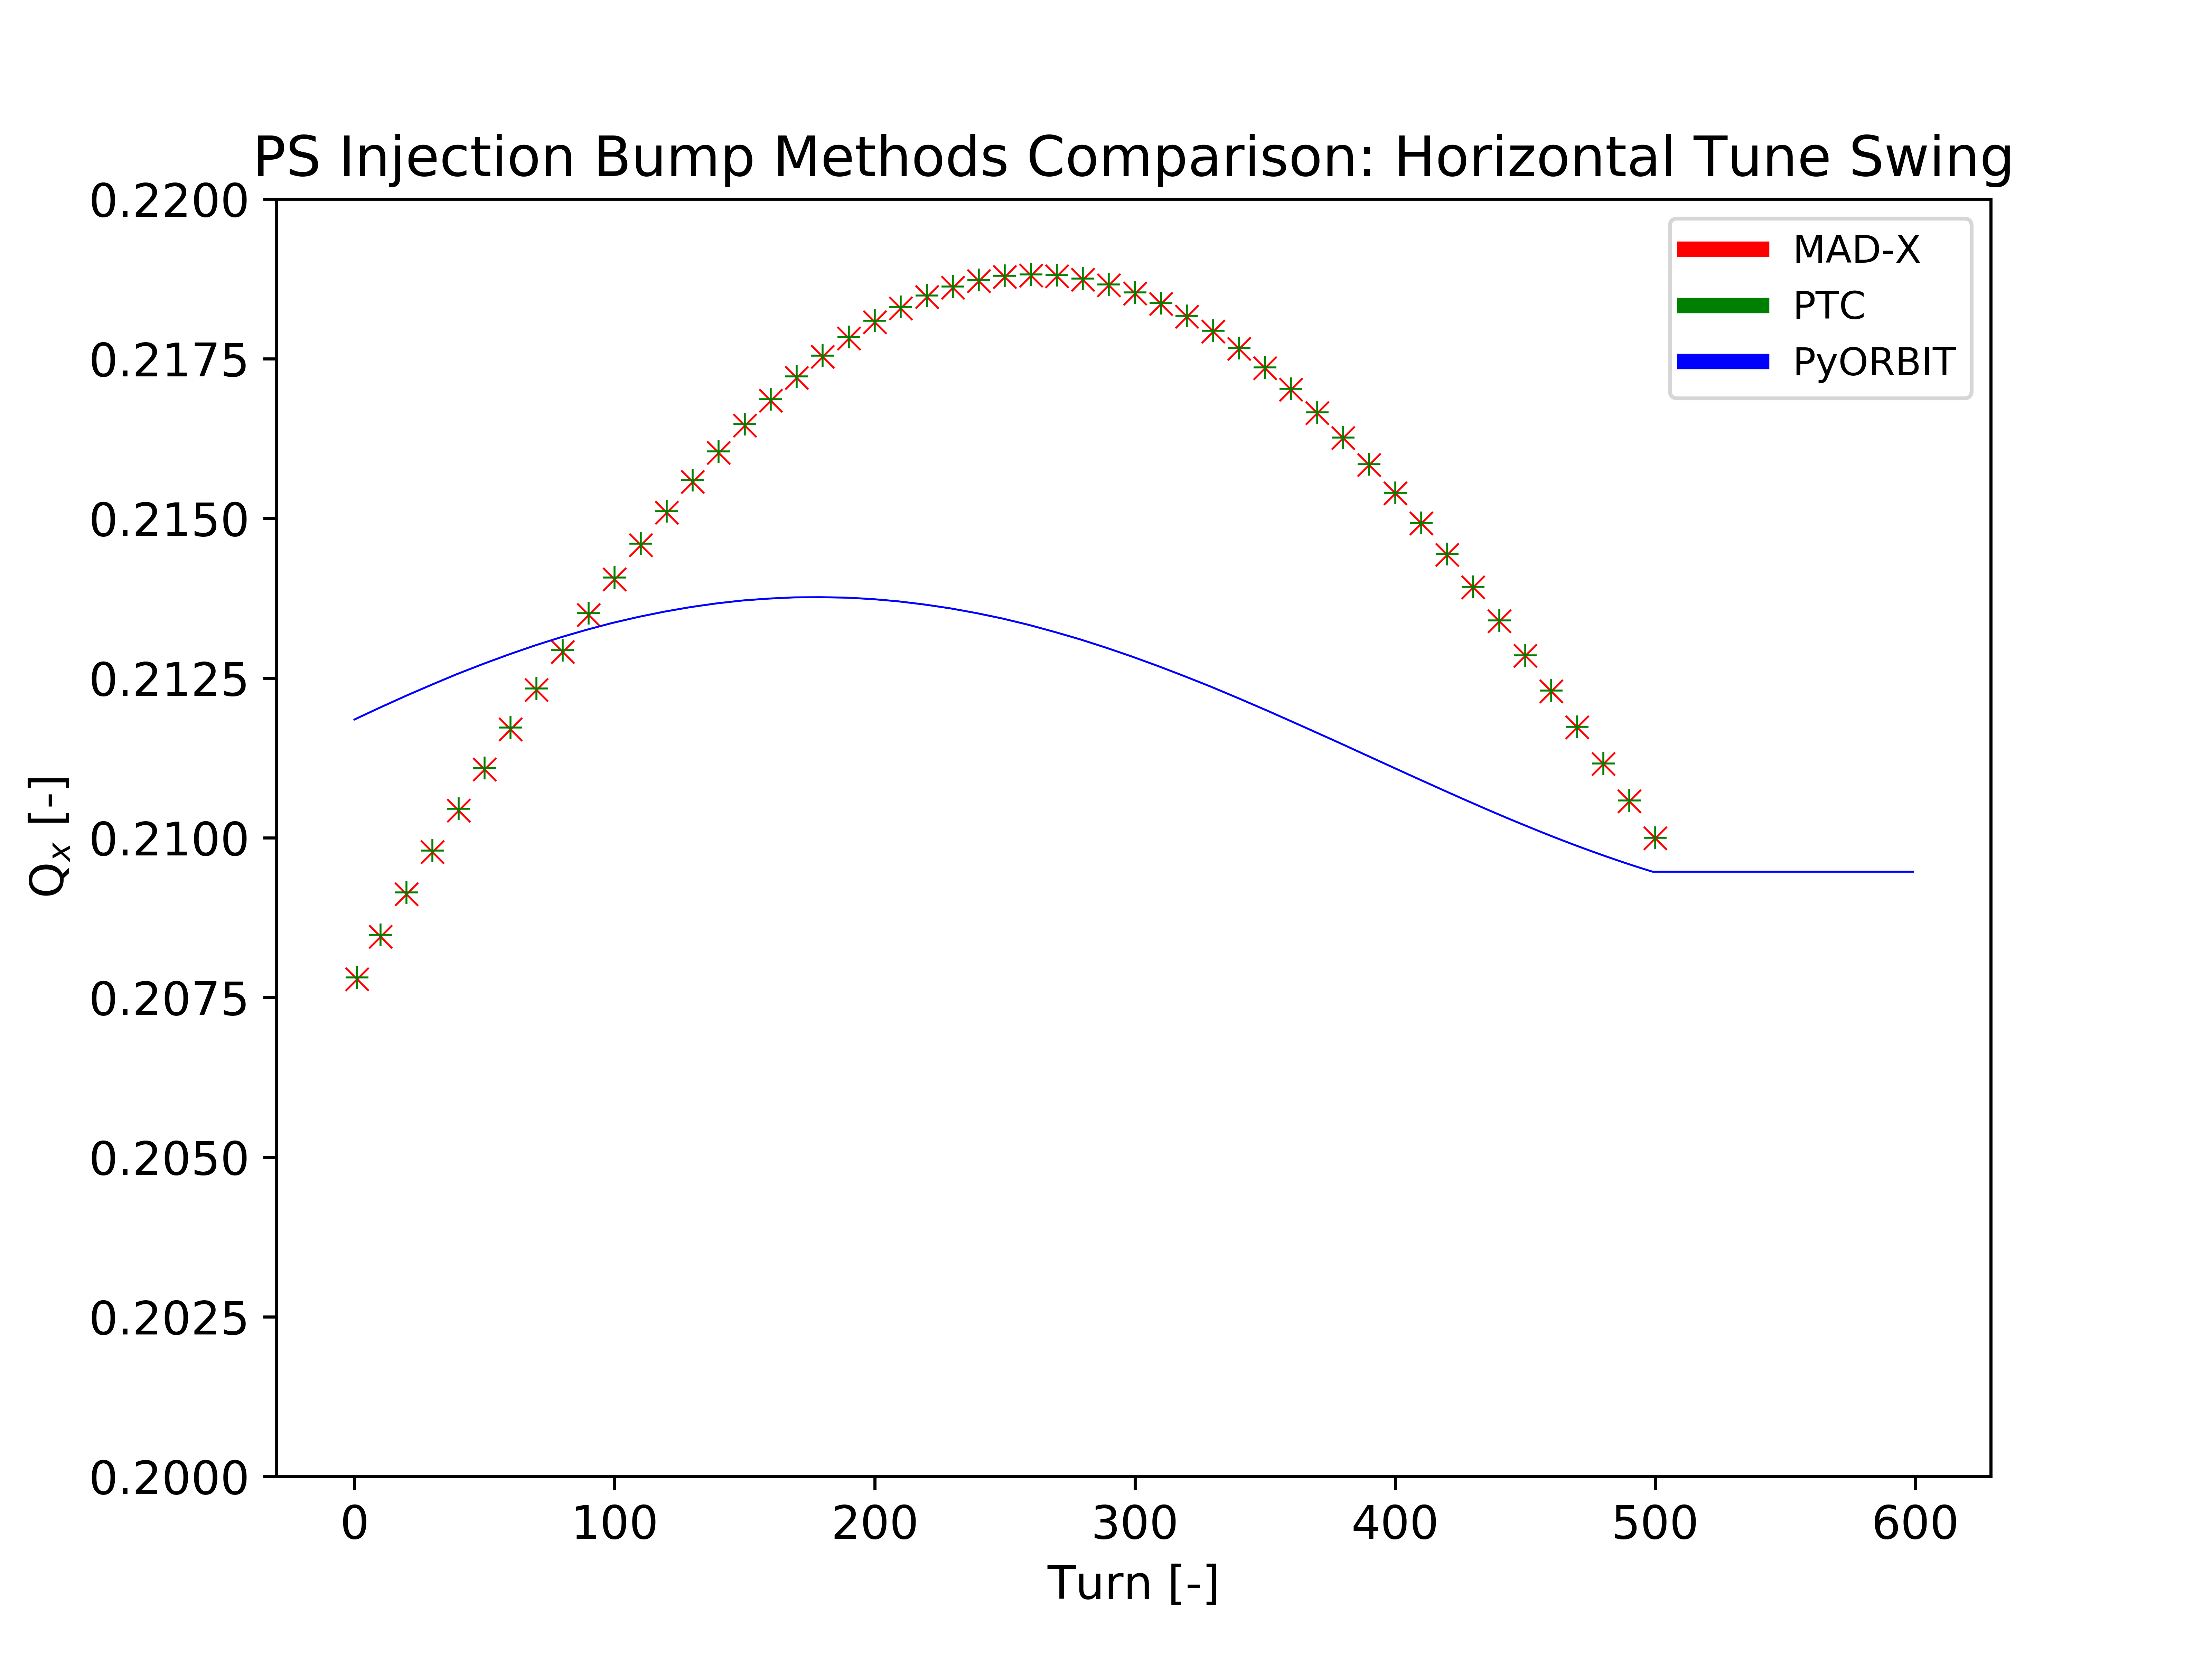 PS Injection Bump Methods Comparison: Horizontal Tune Swing
MAD-X
PTC
PyORBIT
0.2200
0.2175
0.2150
0.2125
0.2100
0.2075
0.2050
0.2025
0.2000
Qx [-]
0 100 200 300 400 500 600
Turn [-]